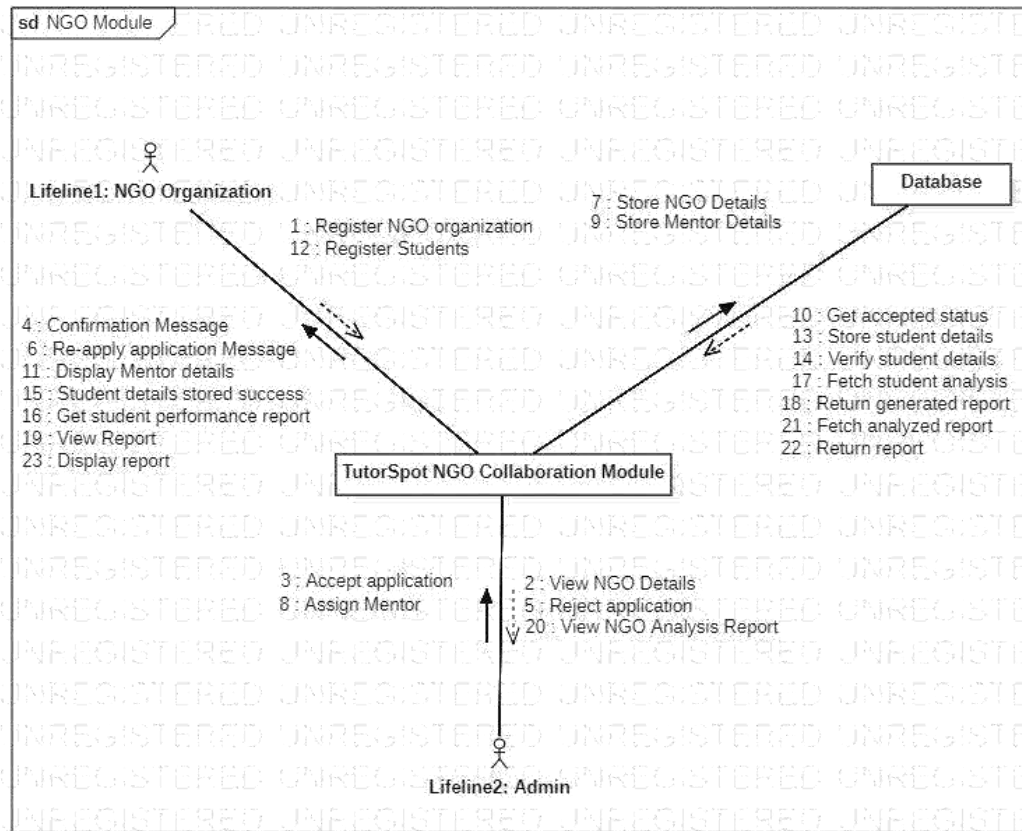 sd NGO Module
Lifeline1: NGO Organization
Database
7 : Store NGO Details
9 : Store Mentor Details
1 : Register NGO organization
12 : Register Students
4 : Confirmation Message
6 : Re-apply application Message
11 : Display Mentor details
15 : Student details stored success
16 : Get student performance report
19 : View Report
23 : Display report
10 : Get accepted status
13 : Store student details
14 : Verify student details
17 : Fetch student analysis
18 : Return generated report
21 : Fetch analyzed report
22 : Return report
TutorSpot NGO Collaboration Module
3 : Accept application
8 : Assign Mentor
2 : View NGO Details
5 : Reject application
20 : View NGO Analysis Report
Lifeline2: Admin
UNREGISTERED